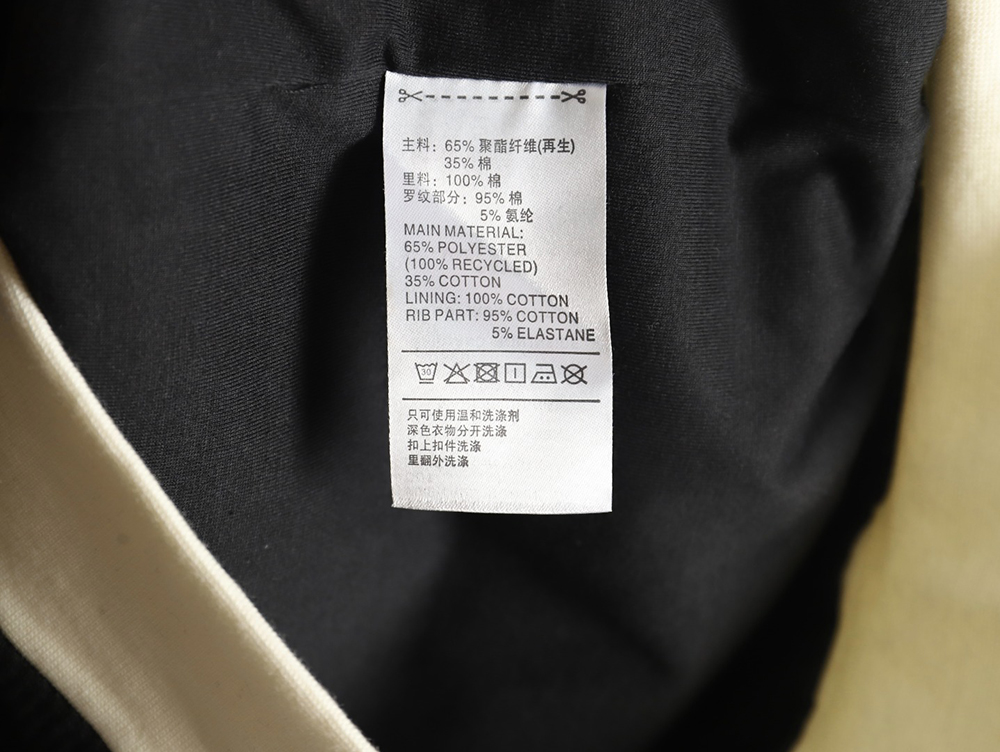 主料：65% 聚酯纤维(再生)
35% 棉
里料：100% 棉
罗纹部分：95% 棉
5% 氨纶
MAIN MATERIAL:
65% POLYESTER
(100% RECYCLED)
35% COTTON
LINING: 100% COTTON
RIB PART: 95% COTTON
5% ELASTANE
30
只可使用温和洗涤剂
深色衣物分开洗涤
扣上扣件洗涤
里翻外洗涤